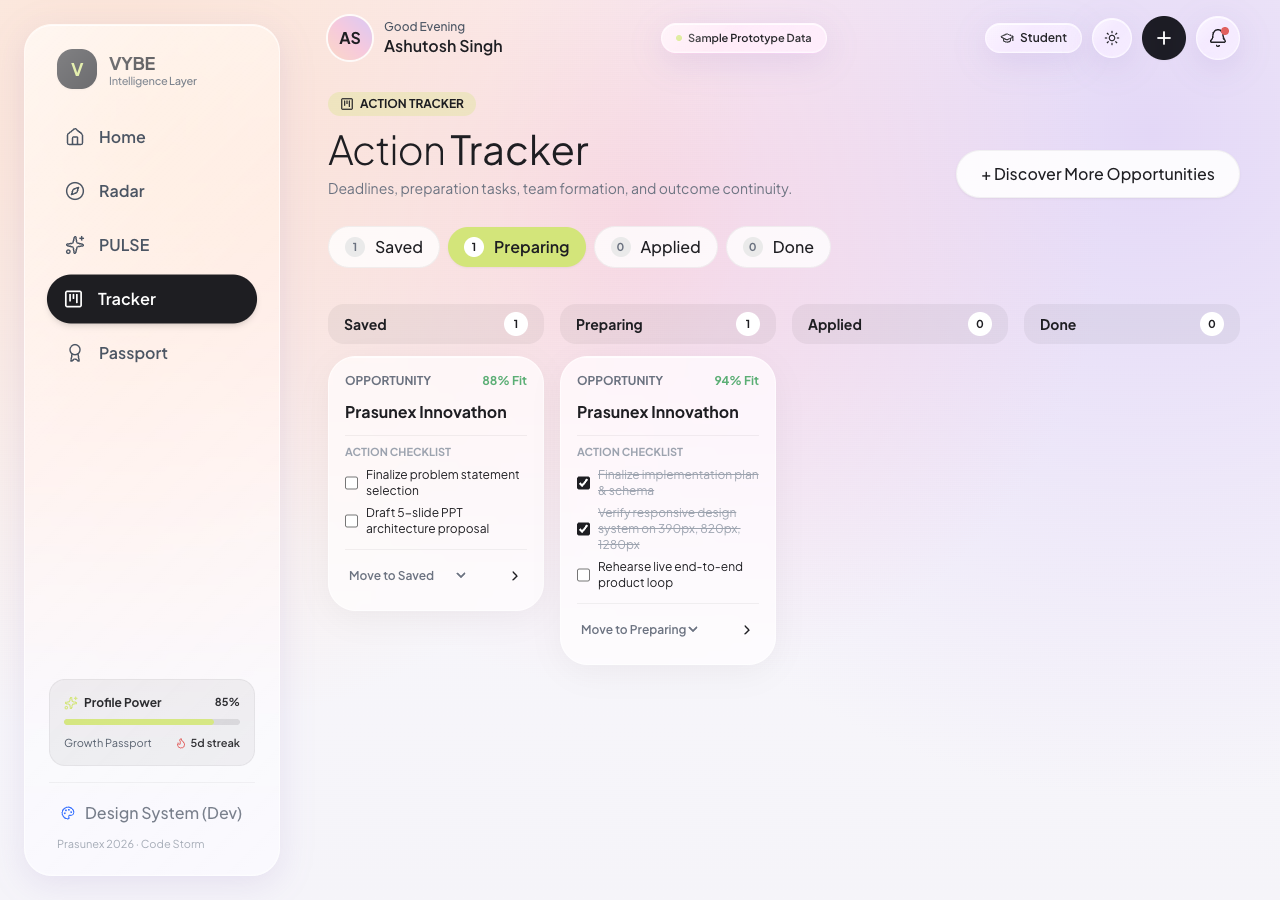 VYBE
Intelligence Layer
Home
Radar
PULSE
Tracker
Passport
Profile Power 85%
Growth Passport 5d streak
Design System (Dev)
Prasunex 2026 · Code Storm
AS
Good Evening
Ashutosh Singh
Sample Prototype Data
Student
ACTION TRACKER
Action Tracker
Deadlines, preparation tasks, team formation, and outcome continuity.
+ Discover More Opportunities
1 Saved
1 Preparing
0 Applied
0 Done
Saved 1
Preparing 1
Applied 0
Done 0
OPPORTUNITY 88% Fit
Prasunex Innovathon
ACTION CHECKLIST
Finalize problem statement
selection
Draft 5-slide PPT
architecture proposal
Move to Saved
OPPORTUNITY 94% Fit
Prasunex Innovathon
ACTION CHECKLIST
Finalize implementation plan
& schema
Verify responsive design
system on 390px, 820px,
1280px
Rehearse live end-to-end
product loop
Move to Preparing